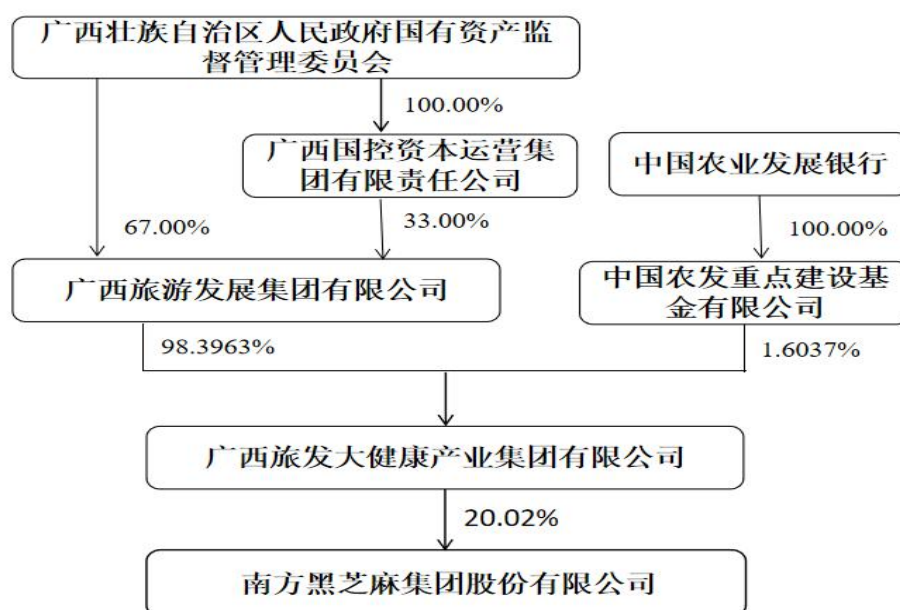 广西壮族自治区人民政府国有资产监
督管理委员会
100.00%
广西国控资本运营集
团有限责任公司
中国农业发展银行
67.00%
33.00%
100.00%
广西旅游发展集团有限公司
中国农发重点建设基
金有限公司
98.3963%
1.6037%
广西旅发大健康产业集团有限公司
20.02%
南方黑芝麻集团股份有限公司